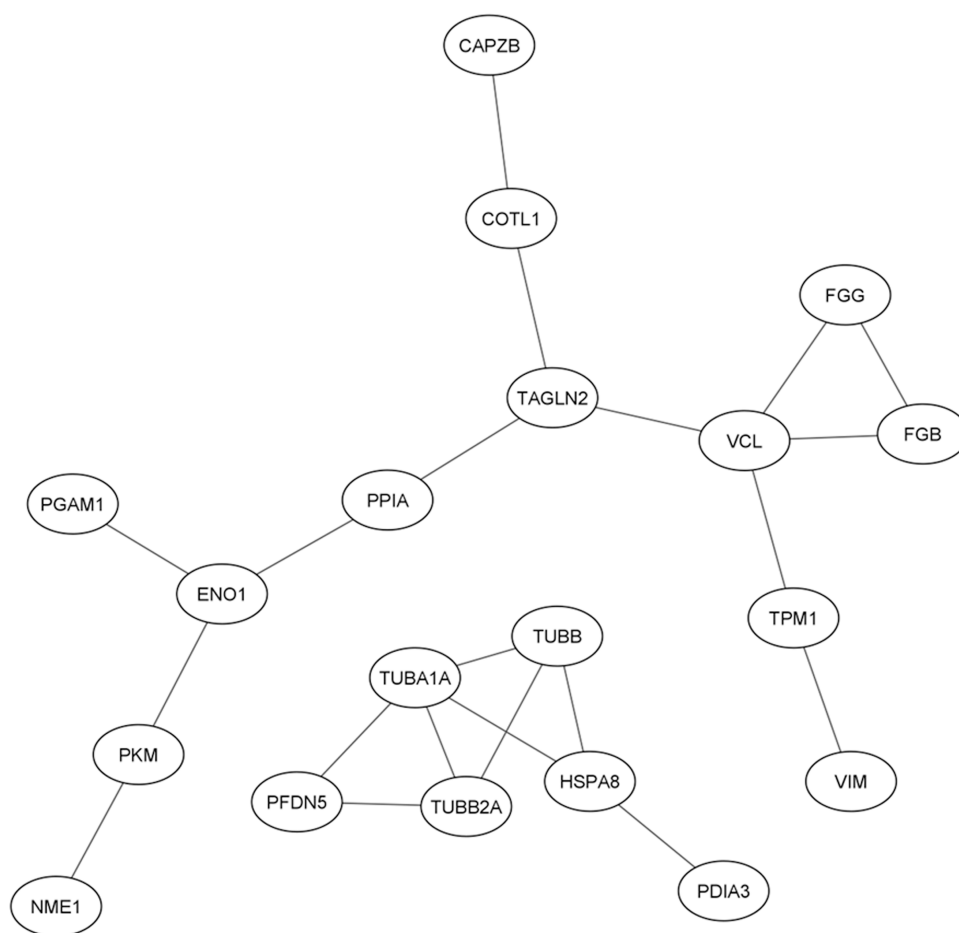 CAPZB
COTL1
FGG
TAGLN2
VCL
FGB
PGAM1
PPIA
ENO1
TPM1
TUBB
TUBA1A
PKM
HSPA8
VIM
PFDN5
TUBB2A
PDIA3
NME1